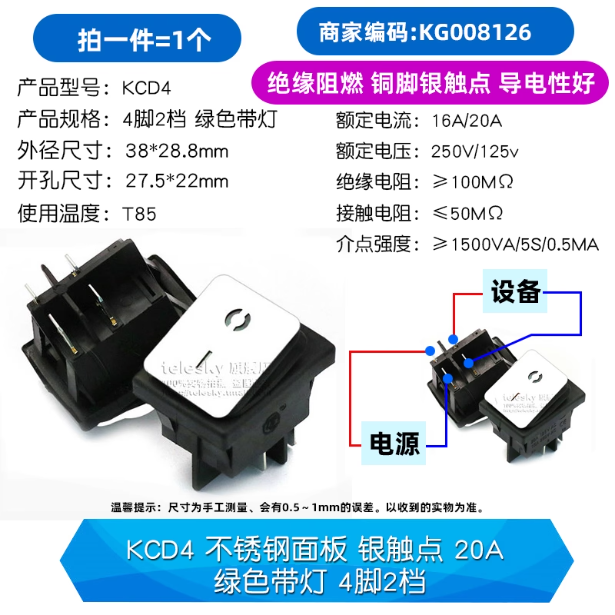 拍一件=1个
商家编码:KG008126
绝缘阻燃 铜脚银触点 导电性好
产品型号: KCD4
产品规格: 4脚2档 绿色带灯
外径尺寸: 38*28.8mm
开孔尺寸: 27.5*22mm
使用温度: T85
额定电流: 16A/20A
额定电压: 250V/125v
绝缘电阻: ≥100MΩ
接触电阻: ≤50MΩ
介点强度: ≥1500VA/5S/0.5MA
设备
电源
telesky
温馨提示:尺寸为手工测量、会有0.5~1mm的误差。以收到的实物为准。
KCD4 不锈钢面板 银触点 20A
绿色带灯 4脚2档